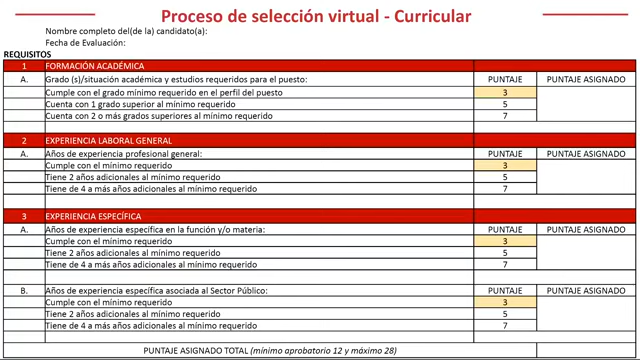 Proceso de selección virtual - Curricular
Nombre completo del(de la) candidato(a):
Fecha de Evaluación:
REQUISITOS
1 FORMACIÓN ACADÉMICA
A. Grado (s)/situación académica y estudios requeridos para el puesto: PUNTAJE PUNTAJE ASIGNADO
Cumple con el grado mínimo requerido en el perfil del puesto 3
Cuenta con 1 grado superior al mínimo requerido 5
Cuenta con 2 o más grados superiores al mínimo requerido 7
2 EXPERIENCIA LABORAL GENERAL
A. Años de experiencia profesional general: PUNTAJE PUNTAJE ASIGNADO
Cumple con el mínimo requerido 3
Tiene 2 años adicionales al mínimo requerido 5
Tiene de 4 a más años adicionales al mínimo requerido 7
3 EXPERIENCIA ESPECÍFICA
A. Años de experiencia específica en la función y/o materia: PUNTAJE PUNTAJE ASIGNADO
Cumple con el mínimo requerido 3
Tiene 2 años adicionales al mínimo requerido 5
Tiene de 4 a más años adicionales al mínimo requerido 7
B. Años de experiencia específica asociada al Sector Público: PUNTAJE PUNTAJE ASIGNADO
Cumple con el mínimo requerido 3
Tiene 2 años adicionales al mínimo requerido 5
Tiene de 4 a más años adicionales al mínimo requerido 7
PUNTAJE ASIGNADO TOTAL (mínimo aprobatorio 12 y máximo 28)